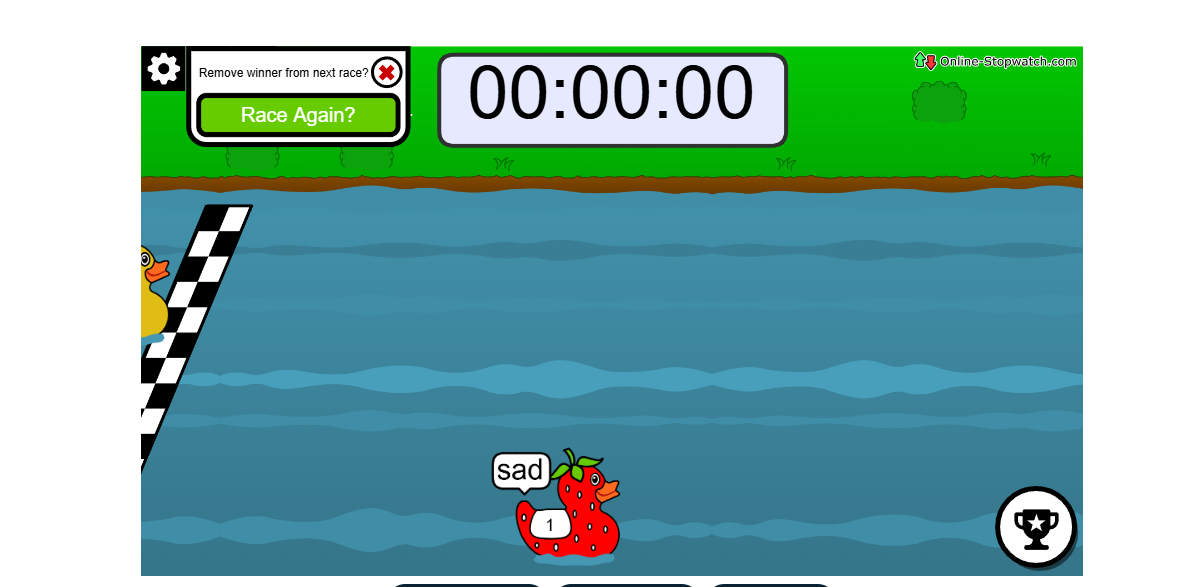 Remove winner from next race?
Race Again?
00:00:00
Online-Stopwatch.com
sad
1